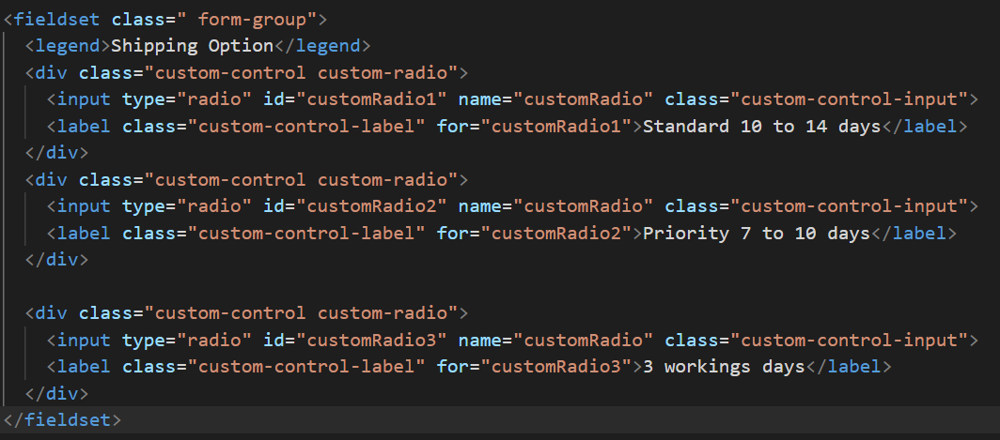 <fieldset class=" form-group">
<legend>Shipping Option</legend>
<div class="custom-control custom-radio">
<input type="radio" id="customRadio1" name="customRadio" class="custom-control-input">
<label class="custom-control-label" for="customRadio1">Standard 10 to 14 days</label>
</div>
<div class="custom-control custom-radio">
<input type="radio" id="customRadio2" name="customRadio" class="custom-control-input">
<label class="custom-control-label" for="customRadio2">Priority 7 to 10 days</label>
</div>
<div class="custom-control custom-radio">
<input type="radio" id="customRadio3" name="customRadio" class="custom-control-input">
<label class="custom-control-label" for="customRadio3">3 workings days</label>
</div>
</fieldset>